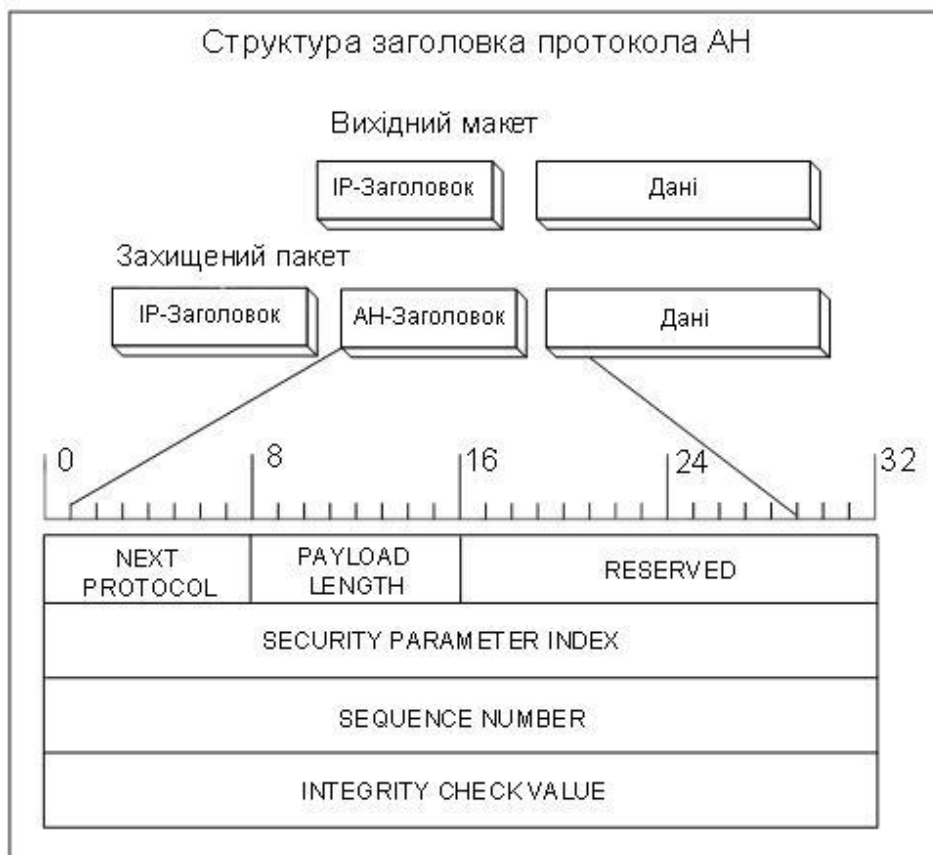 Структура заголовка протокола АН
Вихідний макет
IP-Заголовок
Дані
Захищений пакет
IP-Заголовок
АН-Заголовок
Дані
0 8 16 24 32
NEXT
PROTOCOL
PAYLOAD
LENGTH
RESERVED
SECURITY PARAMETER INDEX
SEQUENCE NUMBER
INTEGRITY CHECK VALUE